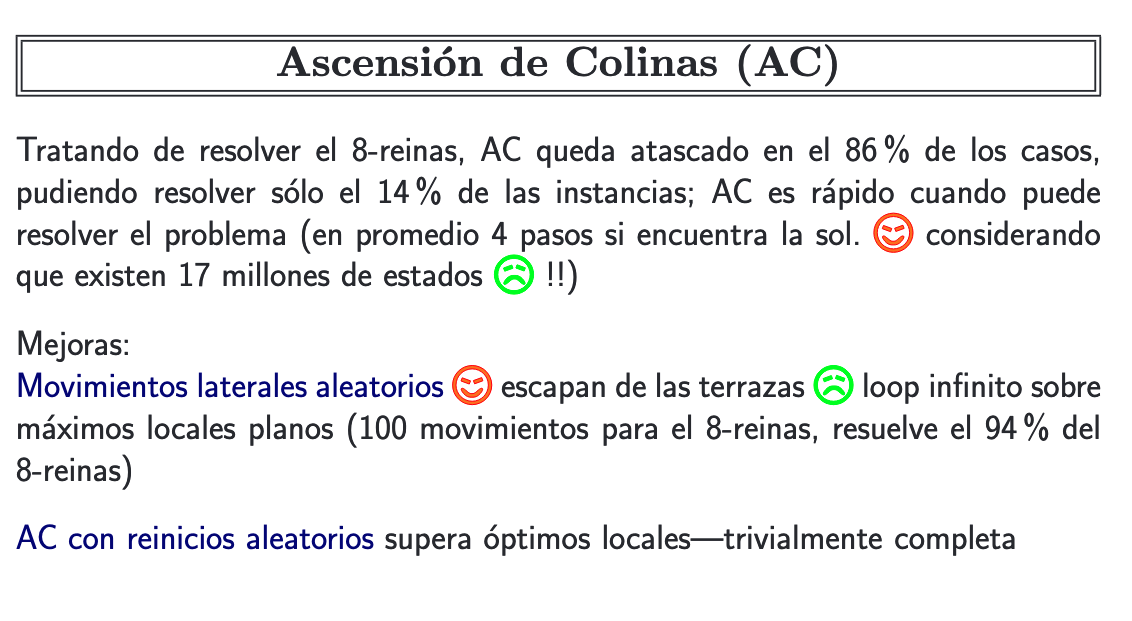 Ascensión de Colinas (AC)
Tratando de resolver el 8-reinas, AC queda atascado en el 86 % de los casos,
pudiendo resolver sólo el 14 % de las instancias; AC es rápido cuando puede
resolver el problema (en promedio 4 pasos si encuentra la sol. considerando
que existen 17 millones de estados !!)
Mejoras:
Movimientos laterales aleatorios escapan de las terrazas loop infinito sobre
máximos locales planos (100 movimientos para el 8-reinas, resuelve el 94 % del
8-reinas)
AC con reinicios aleatorios supera óptimos locales—trivialmente completa